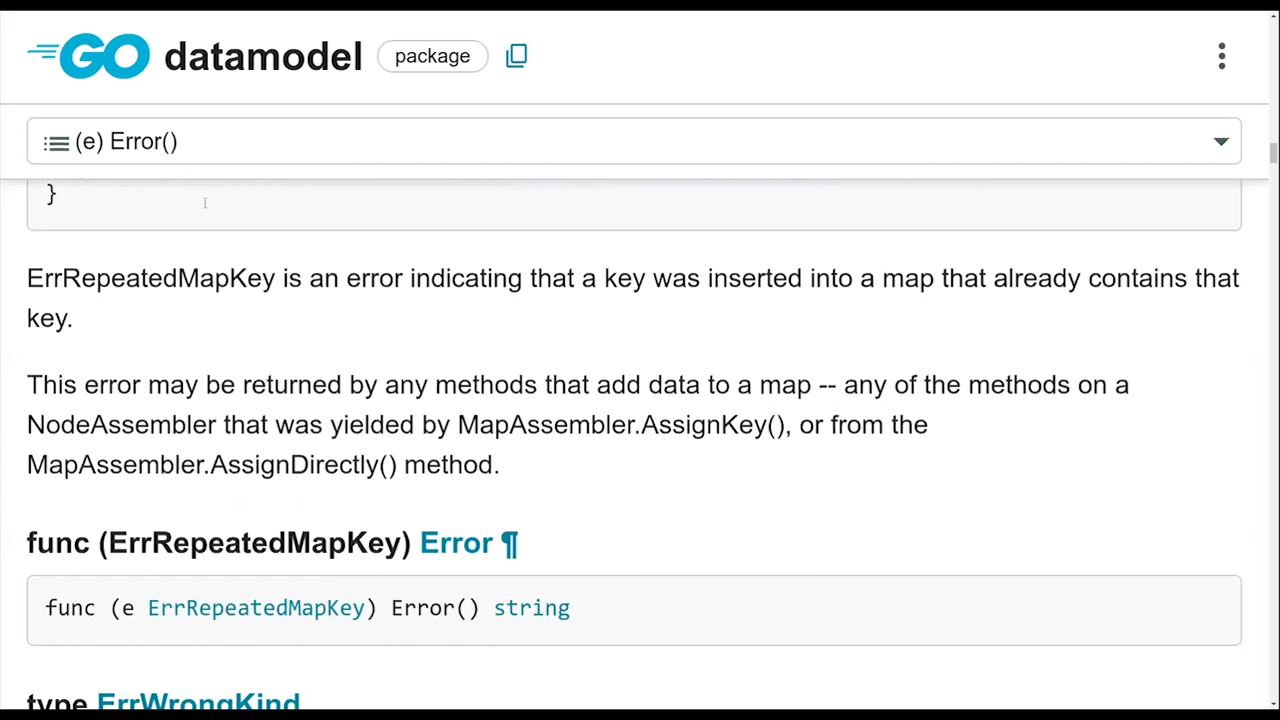 GO datamodel package
(e) Error()
}
ErrRepeatedMapKey is an error indicating that a key was inserted into a map that already contains that
key.
This error may be returned by any methods that add data to a map -- any of the methods on a
NodeAssembler that was yielded by MapAssembler.AssignKey(), or from the
MapAssembler.AssignDirectly() method.
func (ErrRepeatedMapKey) Error ¶
func (e ErrRepeatedMapKey) Error() string
type ErrWrongKind